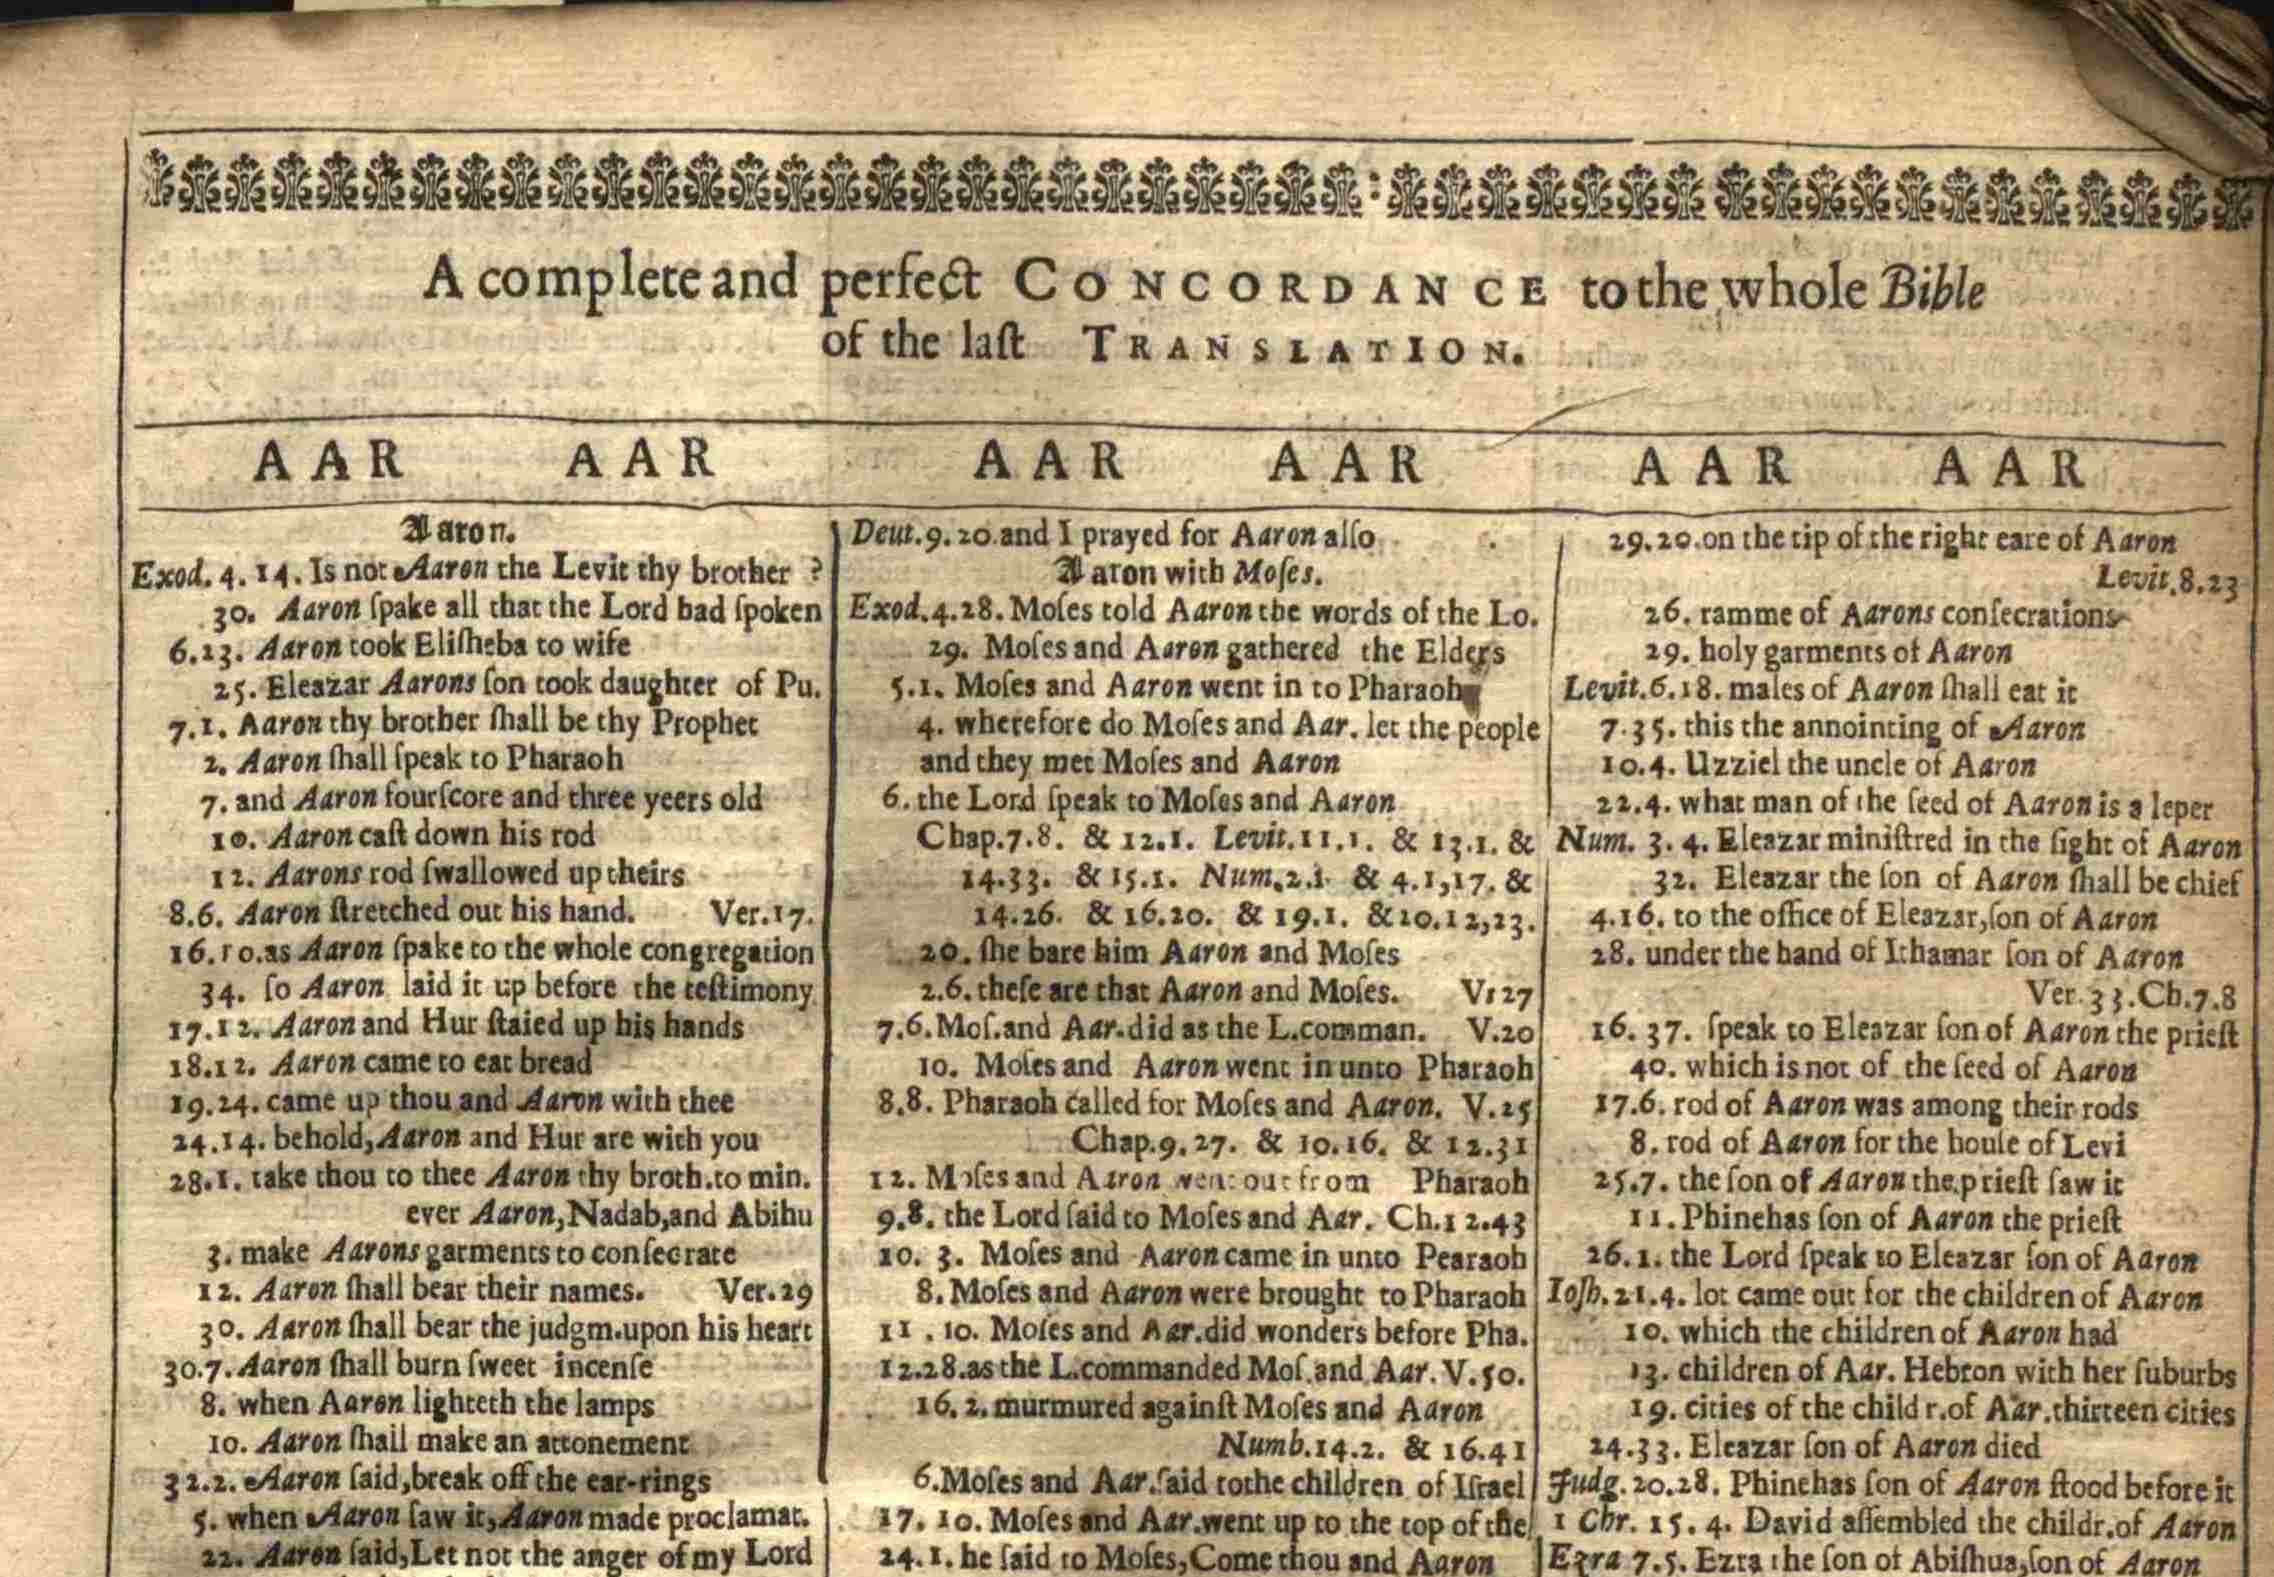 A complete and perfect CONCORDANCE to the whole Bible
of the laſt TRANSLATION.
AAR AAR AAR AAR AAR AAR
Aaron.
Exod. 4. 14. Is not Aaron the Levit thy brother ?
30. Aaron ſpake all that the Lord had ſpoken
6.23. Aaron took Eliſheba to wife
25. Eleazar Aarons ſon took daughter of Pu.
7.1. Aaron thy brother ſhall be thy Prophet
2. Aaron ſhall ſpeak to Pharaoh
7. and Aaron fourſcore and three yeers old
10. Aaron caſt down his rod
12. Aarons rod ſwallowed up theirs
8.6. Aaron ſtretched out his hand. Ver.17.
16.10.as Aaron ſpake to the whole congregation
34. ſo Aaron laid it up before the teſtimony
17.12. Aaron and Hur ſtaied up his hands
18.12. Aaron came to eat bread
19.24. came up thou and Aaron with thee
24.14. behold,Aaron and Hur are with you
28.1. take thou to thee Aaron thy broth.to min.
ever Aaron,Nadab,and Abihu
3. make Aarons garments to conſecrate
12. Aaron ſhall bear their names. Ver.29
30. Aaron ſhall bear the judgm.upon his heart
30.7. Aaron ſhall burn ſweet incenſe
8. when Aaron lighteth the lamps
10. Aaron ſhall make an attonement
32.2. Aaron ſaid,break off the ear-rings
5. when Aaron ſaw it,Aaron made proclamat.
22. Aaron ſaid,Let not the anger of my Lord
Deut.9.20.and I prayed for Aaron alſo
Aaron with Moſes.
Exod.4.28. Moſes told Aaron the words of the Lo.
29. Moſes and Aaron gathered the Elders
5.1. Moſes and Aaron went in to Pharaoh
4. wherefore do Moſes and Aar. let the people
and they met Moſes and Aaron
6. the Lord ſpeak to Moſes and Aaron
Chap.7.8. & 12.1. Levit.11.1. & 13.1. &
14.33. & 15.1. Num.2.1. & 4.1,17. &
14.26. & 16.20. & 19.1. &20.12,23.
20. ſhe bare him Aaron and Moſes
2.6. theſe are that Aaron and Moſes. V.27
7.6.Moſ.and Aar.did as the L.comman. V.20
10. Moſes and Aaron went in unto Pharaoh
8.8. Pharaoh called for Moſes and Aaron. V.25
Chap.9.27. & 10.16. & 12.31
12. Moſes and Aaron went out from Pharaoh
9.8. the Lord ſaid to Moſes and Aar. Ch.12.43
10. 3. Moſes and Aaron came in unto Pearaoh
8. Moſes and Aaron were brought to Pharaoh
11.10. Moſes and Aar.did wonders before Pha.
12.28.as the L.commanded Moſ.and Aar. V.50.
16.2.murmured againſt Moſes and Aaron
Numb.14.2. & 16.41
6.Moſes and Aar.ſaid tothe children of Iſrael
17. 10. Moſes and Aar.went up to the top of the
24.1. he ſaid to Moſes,Come thou and Aaron
29.20.on the tip of the right eare of Aaron
Levit.8.23
26. ramme of Aarons conſecrations
29. holy garments of Aaron
Levit.6.18. males of Aaron ſhall eat it
7.35. this the annointing of Aaron
10.4. Uzziel the uncle of Aaron
22.4. what man of the ſeed of Aaron is a leper
Num. 3. 4. Eleazar miniſtred in the ſight of Aaron
32. Eleazar the ſon of Aaron ſhall be chief
4.16. to the office of Eleazar,ſon of Aaron
28. under the hand of Ithamar ſon of Aaron
Ver.33.Ch.7.8
16. 37. ſpeak to Eleazar ſon of Aaron the prieſt
40. which is not of the ſeed of Aaron
17.6. rod of Aaron was among their rods
8. rod of Aaron for the houſe of Levi
25.7. the ſon of Aaron the prieſt ſaw it
11. Phinehas ſon of Aaron the prieſt
26.1. the Lord ſpeak to Eleazar ſon of Aaron
Ioſh.21.4. lot came out for the children of Aaron
10. which the children of Aaron had
13. children of Aar. Hebron with her ſuburbs
19. cities of the childr.of Aar.thirteen cities
24.33. Eleazar ſon of Aaron died
Judg.20.28. Phinehas ſon of Aaron ſtood before it
1 Chr. 15. 4. David aſſembled the childr.of Aaron
Ezra 7.5. Ezra the ſon of Abiſhua,ſon of Aaron